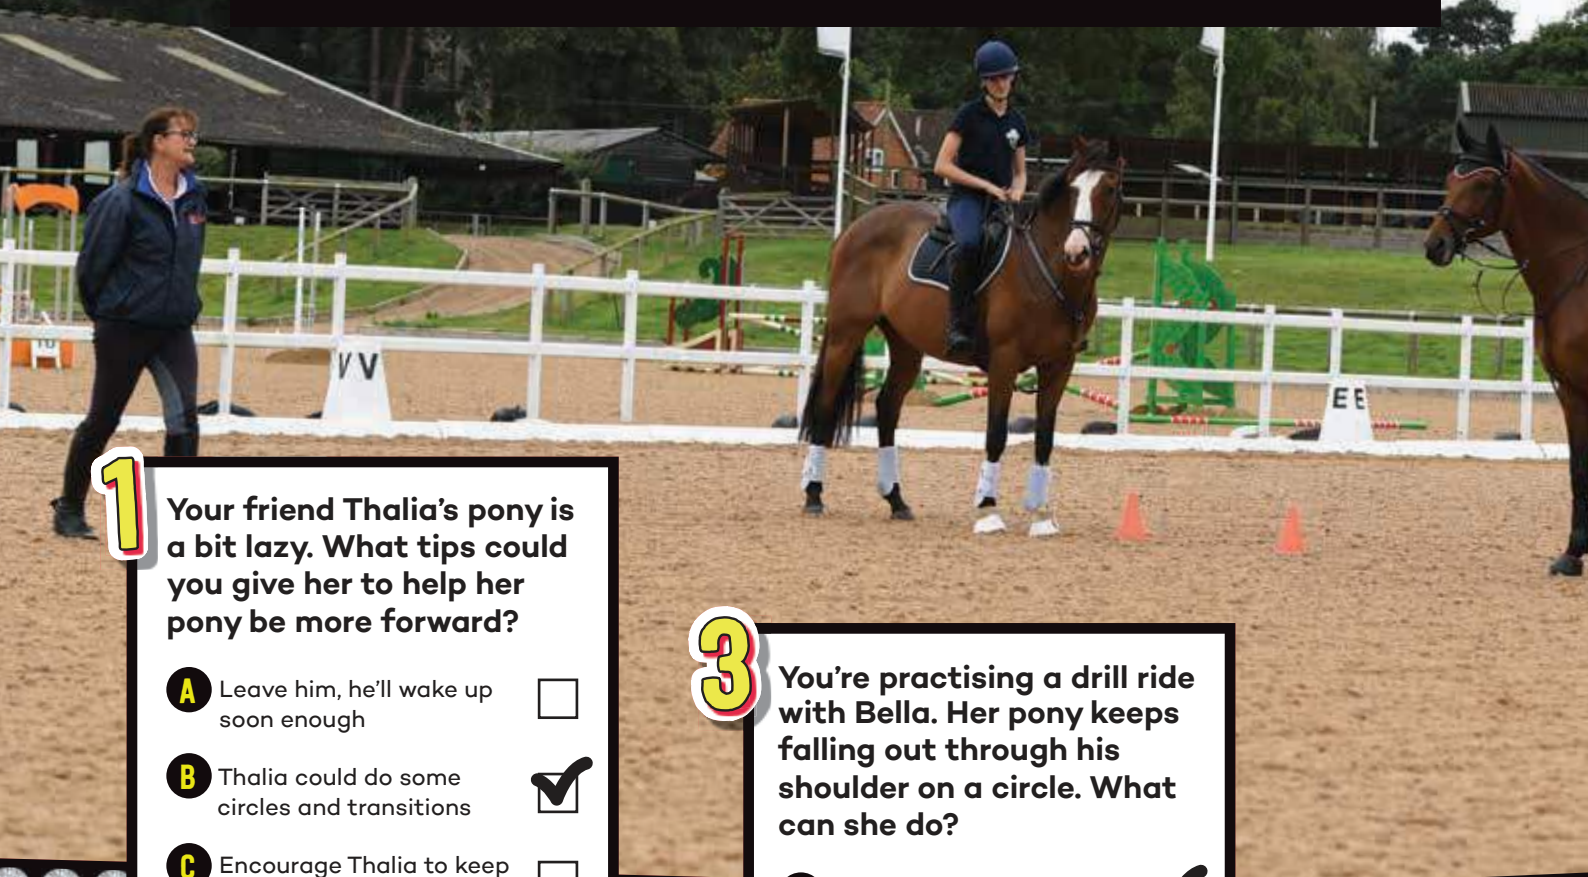 V V
E E
10
1
Your friend Thalia's pony is
a bit lazy. What tips could
you give her to help her
pony be more forward?
A Leave him, he'll wake up
soon enough
B Thalia could do some
circles and transitions
C Encourage Thalia to keep
3
You're practising a drill ride
with Bella. Her pony keeps
falling out through his
shoulder on a circle. What
can she do?